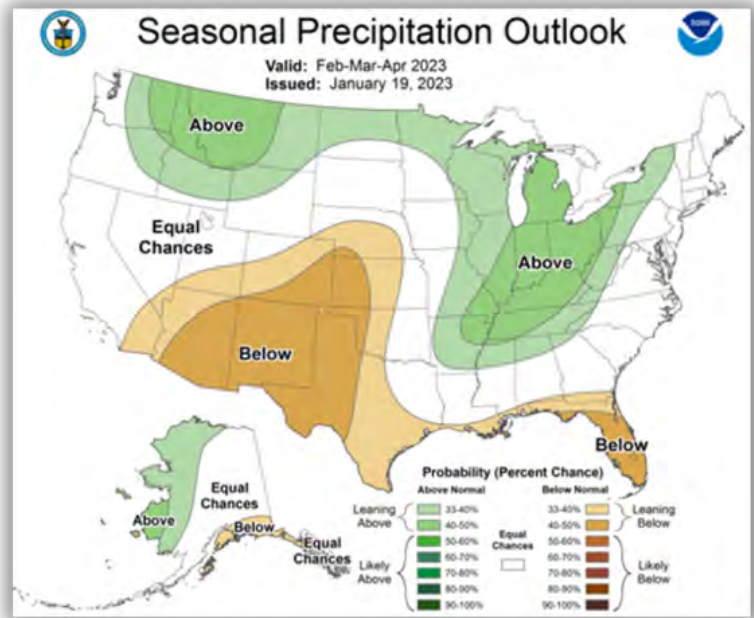 Seasonal Precipitation Outlook
Valid: Feb-Mar-Apr 2023
Issued: January 19, 2023
Above
Equal
Chances
Above
Below
Below
Equal
Chances
Above
Below
Equal
Chances
Probability (Percent Chance)
Above Normal
Below Normal
Leaning
Above
33-40%
40-50%
Likely
Above
50-60%
60-70%
70-80%
80-90%
90-100%
Equal
Chances
33-40%
40-50%
Leaning
Below
50-60%
60-70%
70-80%
80-90%
90-100%
Likely
Below